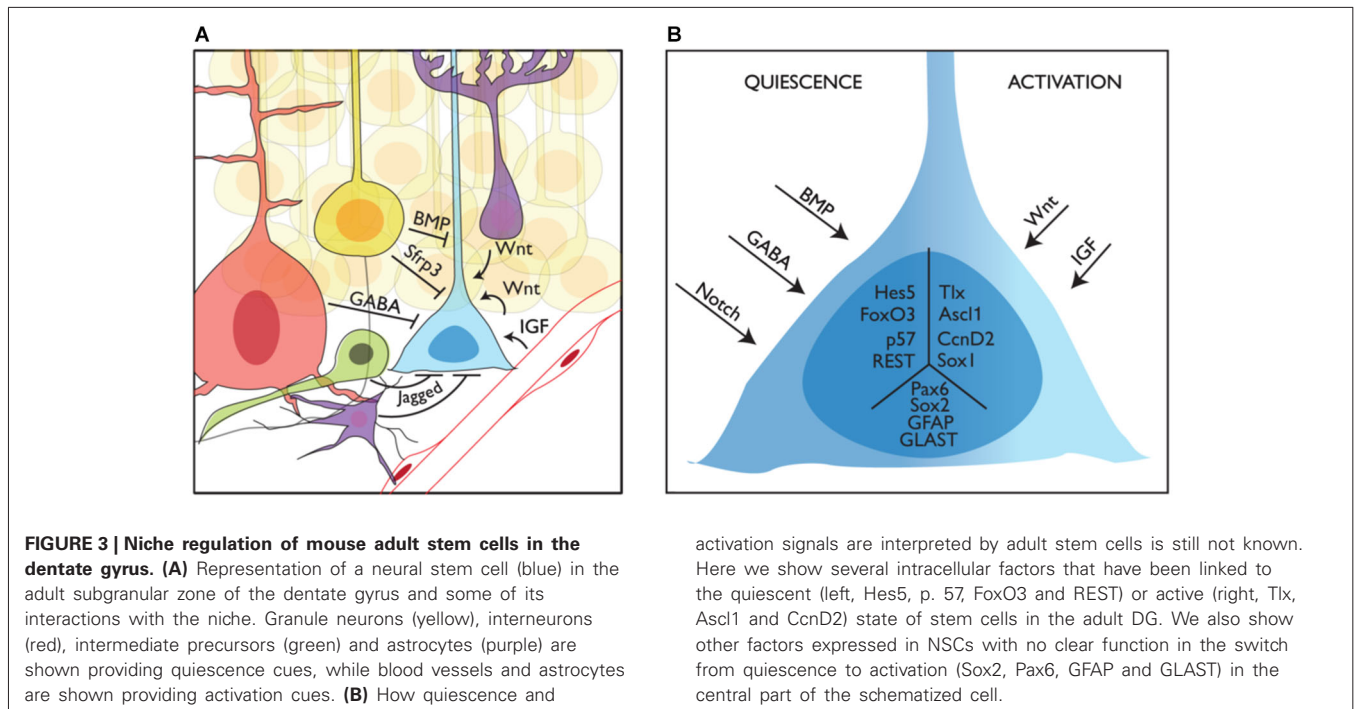 A
BMP
Sfrp3
GABA
Wnt
Wnt
IGF
Jagged
B
QUIESCENCE
ACTIVATION
BMP
GABA
Notch
Wnt
IGF
Hes5
FoxO3
p57
REST
Tlx
Ascl1
CcnD2
Sox1
Pax6
Sox2
GFAP
GLAST
FIGURE 3 | Niche regulation of mouse adult stem cells in the
dentate gyrus. (A) Representation of a neural stem cell (blue) in the
adult subgranular zone of the dentate gyrus and some of its
interactions with the niche. Granule neurons (yellow), interneurons
(red), intermediate precursors (green) and astrocytes (purple) are
shown providing quiescence cues, while blood vessels and astrocytes
are shown providing activation cues. (B) How quiescence and
activation signals are interpreted by adult stem cells is still not known.
Here we show several intracellular factors that have been linked to
the quiescent (left, Hes5, p. 57, FoxO3 and REST) or active (right, Tlx,
Ascl1 and CcnD2) state of stem cells in the adult DG. We also show
other factors expressed in NSCs with no clear function in the switch
from quiescence to activation (Sox2, Pax6, GFAP and GLAST) in the
central part of the schematized cell.